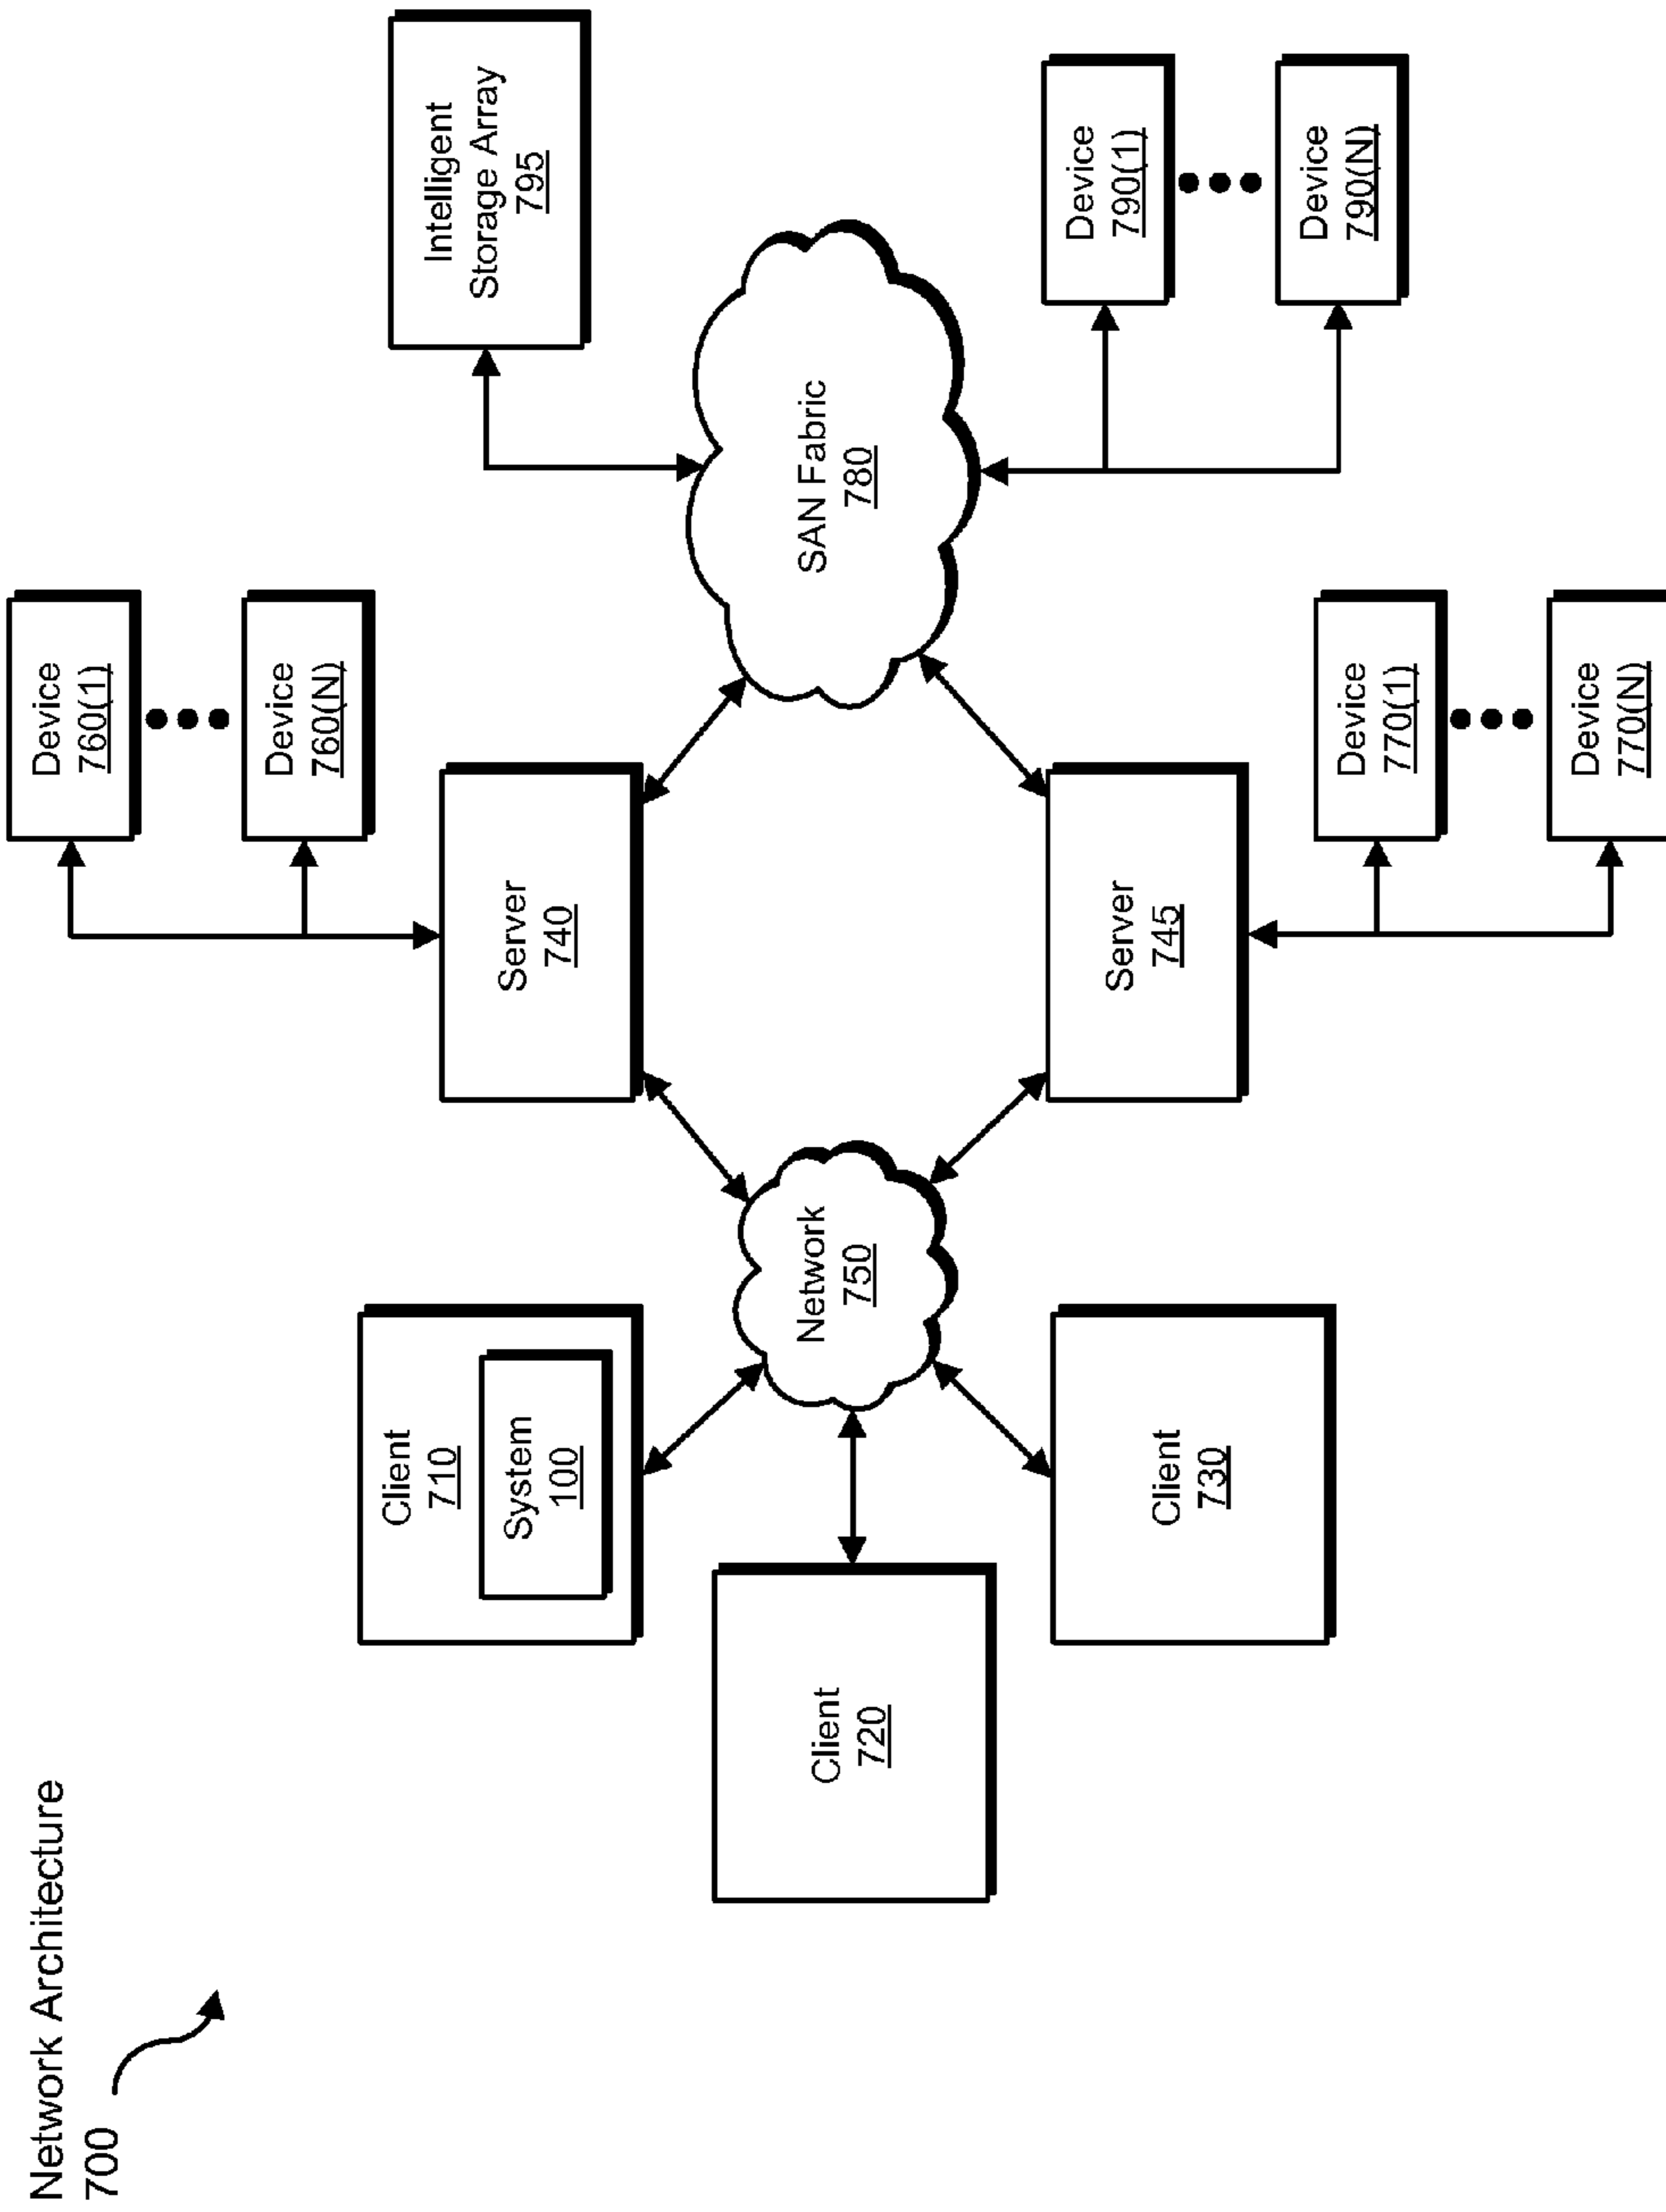 Network Architecture
700
Client
710
System
100
Client
720
Client
730
Network
750
Server
740
Server
745
Device
760(1)
Device
760(N)
Device
770(1)
Device
770(N)
SAN Fabric
780
Intelligent
Storage Array
795
Device
790(1)
Device
790(N)